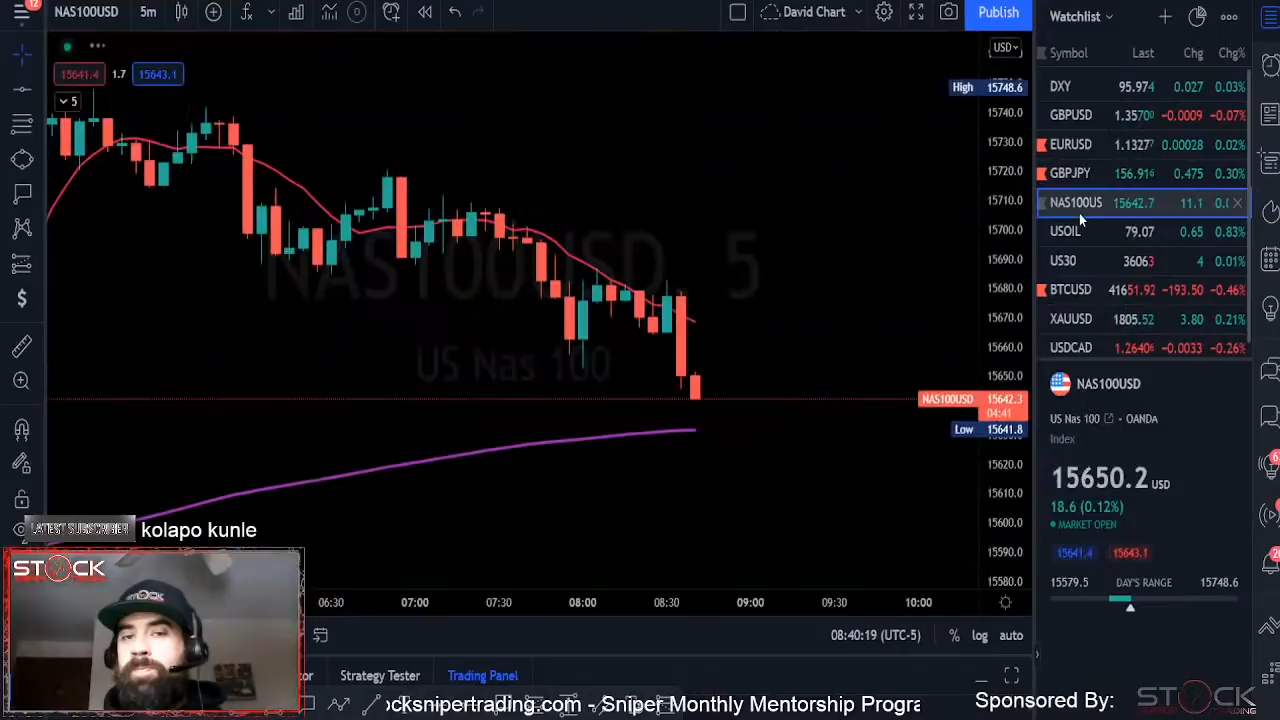 12
NAS100USD
5m
fx
David Chart
Publish
15641.4
1.7
15643.1
5
NAS100USD, 5
US Nas 100
USD
High 15748.6
15740.0
15730.0
15720.0
15710.0
15700.0
15690.0
15680.0
15670.0
15660.0
15650.0
NAS100USD 15642.3
04:41
Low 15641.8
15620.0
15610.0
15600.0
15590.0
15580.0
06:30
07:00
07:30
08:00
08:30
09:00
09:30
10:00
08:40:19 (UTC-5)
%
log
auto
Strategy Tester
Trading Panel
Watchlist
Symbol Last Chg Chg%
DXY 95.974 0.027 0.03%
GBPUSD 1.3570 -0.0009 -0.07%
EURUSD 1.13277 0.00028 0.02%
GBPJPY 156.916 0.475 0.30%
NAS100US 15642.7 11.1
USOIL 79.07 0.65 0.83%
US30 36063 4 0.01%
BTCUSD 41651.92 -193.50 -0.46%
XAUUSD 1805.52 3.80 0.21%
USDCAD 1.26406 -0.0033 -0.26%
NAS100USD
US Nas 100 • OANDA
Index
15650.2 USD
18.6 (0.12%)
MARKET OPEN
15641.4
15643.1
15579.5 DAY'S RANGE 15748.6
LATEST SUBSCRIBER kolapo kunle
STOCK
ocksnipertrading.com - Sniper Monthly Mentorship Progra
Sponsored By:
STOCK